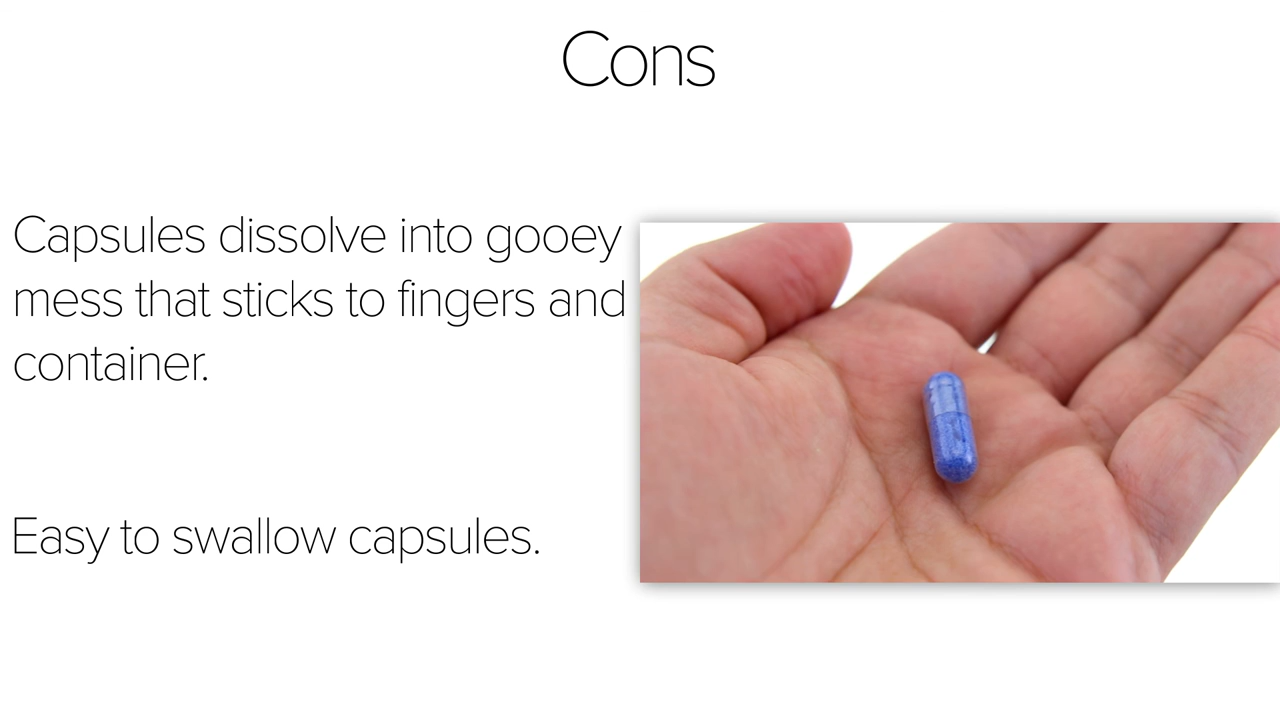 Cons
Capsules dissolve into gooey
mess that sticks to fingers and
container.
Easy to swallow capsules.